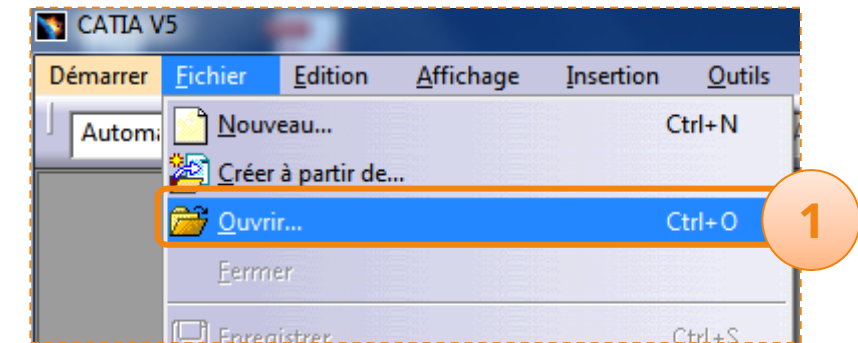 CATIA V5
Démarrer Fichier Edition Affichage Insertion Outils
Nouveau... Ctrl+N
Créer à partir de...
Ouvrir... Ctrl+O
1
Fermer
Enregistrer Ctrl+S